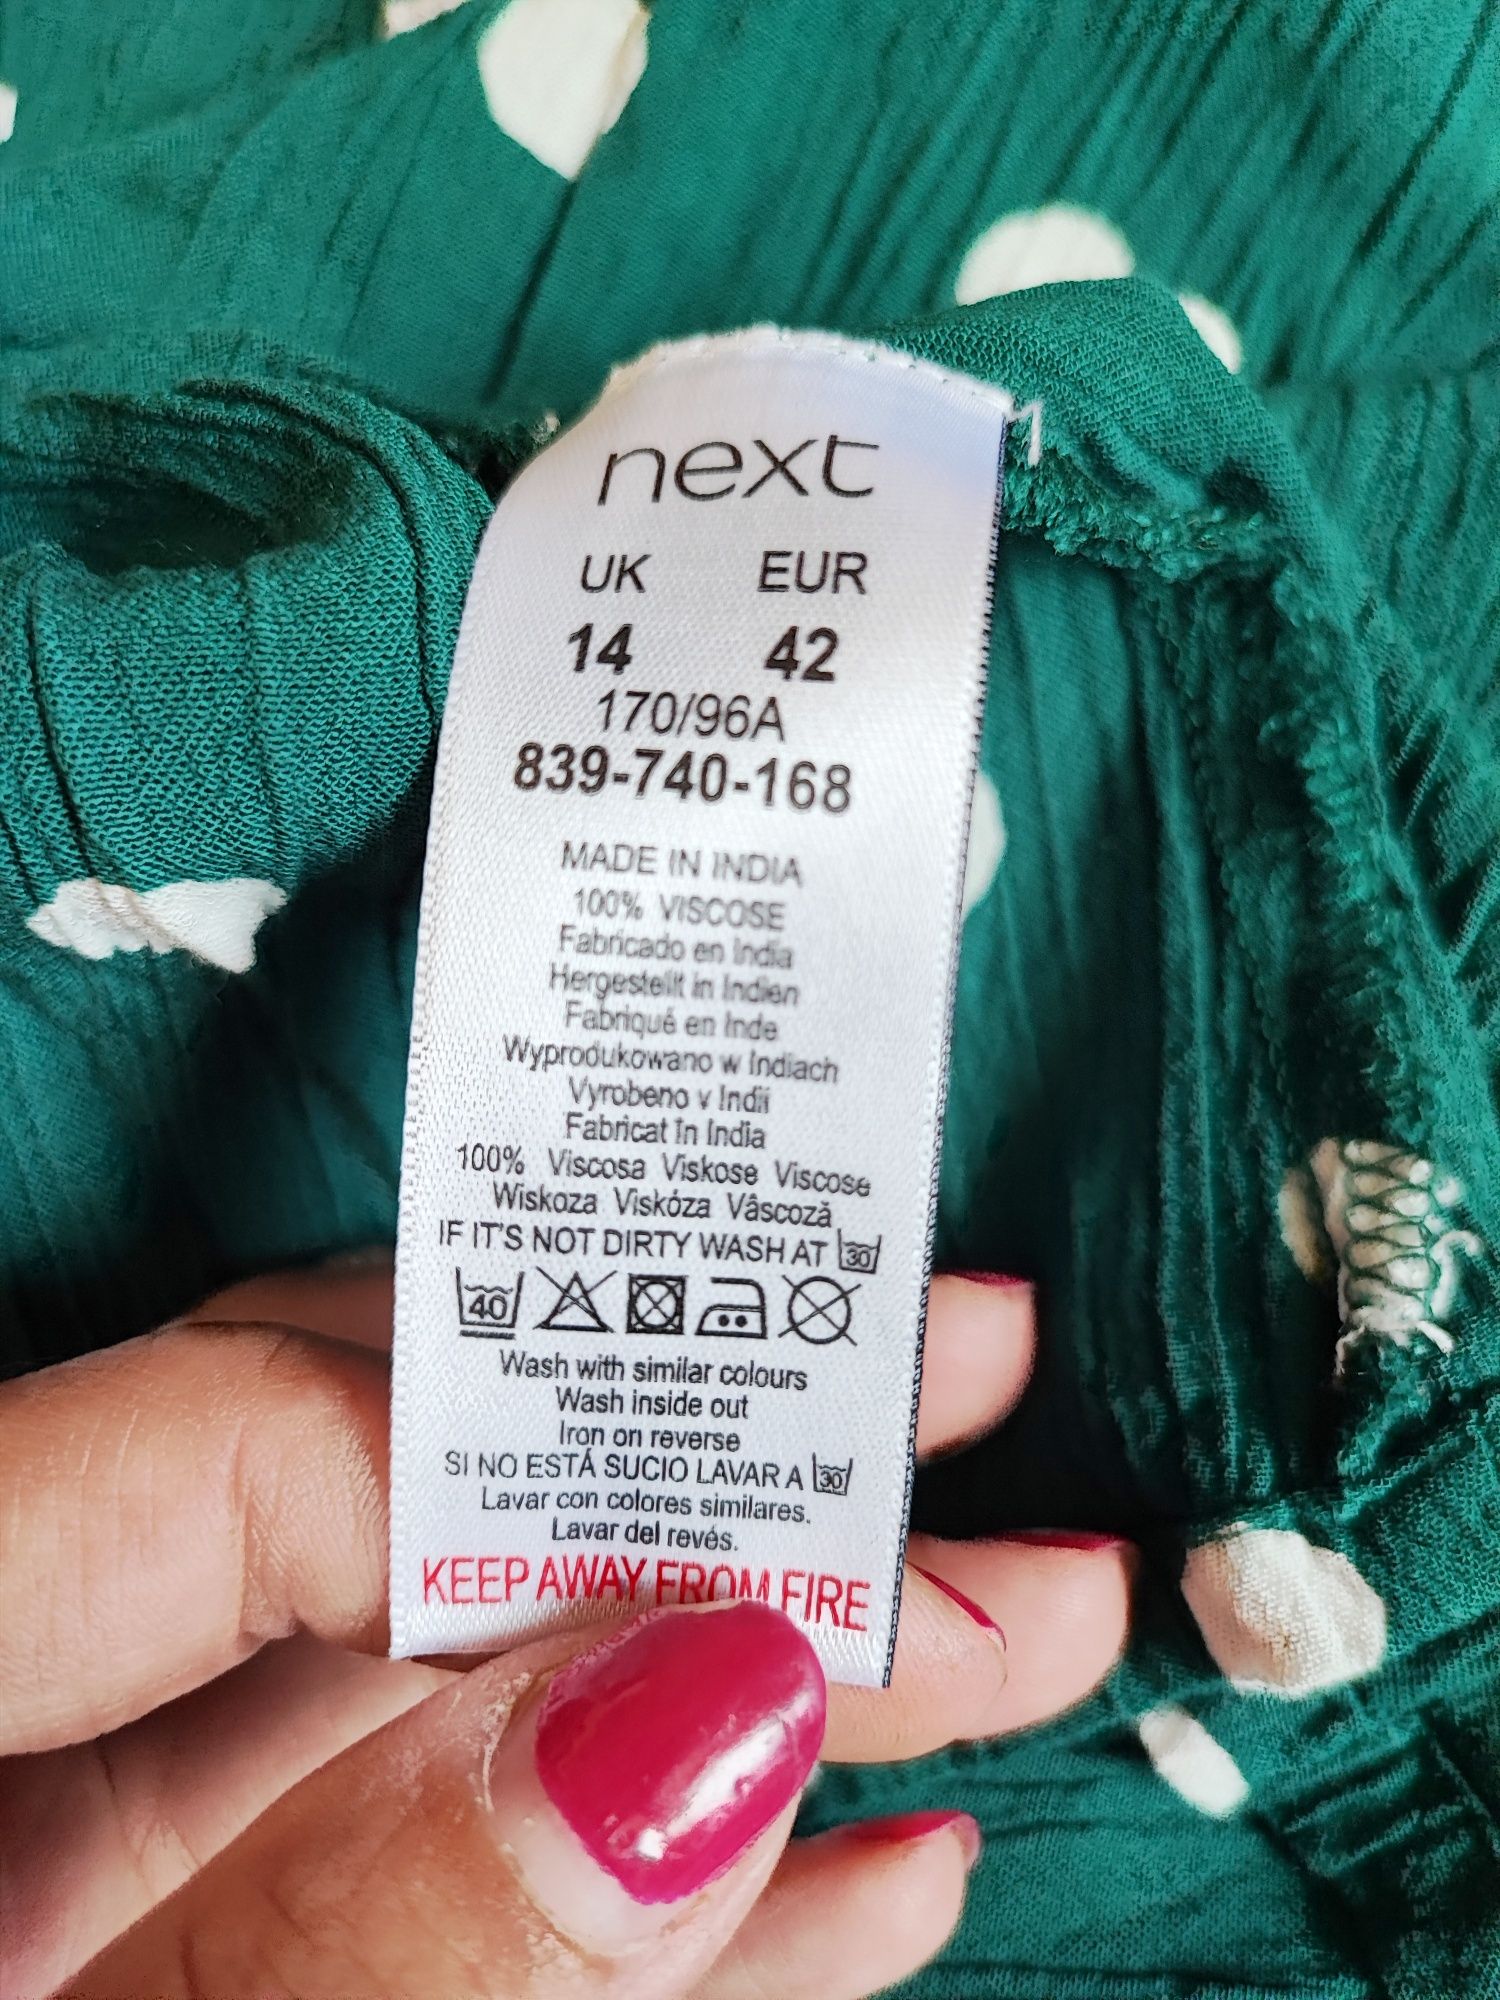 next
UK EUR
14 42
170/96A
839-740-168
MADE IN INDIA
100% VISCOSE
Fabricado en India
Hergestellt in Indien
Fabriqué en Inde
Wyprodukowano w Indiach
Vyrobeno v Indii
Fabricat în India
100% Viscosa Viskose Viscose
Wiskoza Viskóza Vâscoză
IF IT'S NOT DIRTY WASH AT 30
40
Wash with similar colours
Wash inside out
Iron on reverse
SI NO ESTÁ SUCIO LAVAR A 30
Lavar con colores similares.
Lavar del revés.
KEEP AWAY FROM FIRE